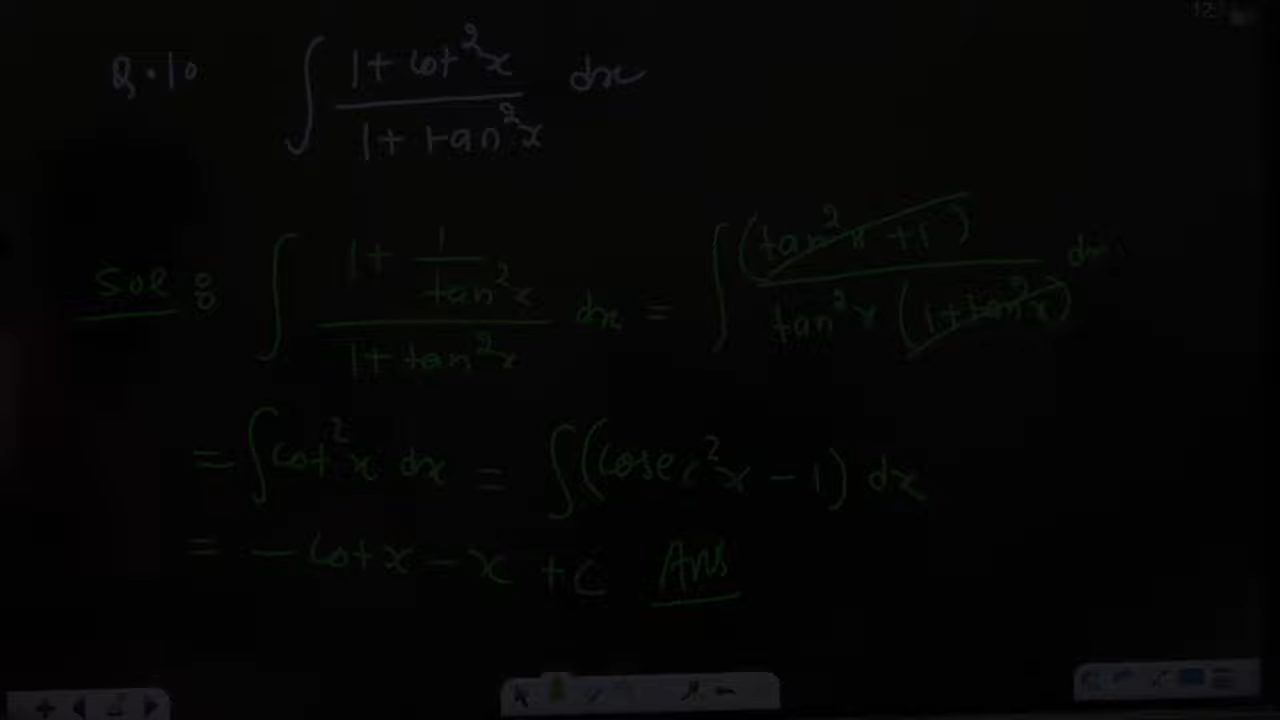 Q.10 ∫ (1 + cot²x)/(1 + tan²x) dx
Sol : ∫ (1 + 1/tan²x)/(1 + tan²x) dx = ∫ (tan²x + 1)/(tan²x (1 + tan²x)) dx
= ∫ cot²x dx = ∫ (cosec²x − 1) dx
= − cot x − x + C Ans